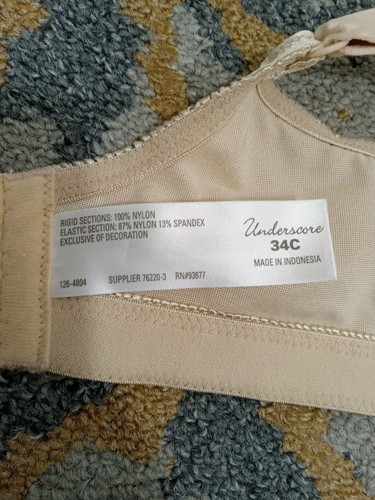 RIGID SECTIONS: 100% NYLON
ELASTIC SECTION: 87% NYLON 13% SPANDEX
EXCLUSIVE OF DECORATION
126-4804 SUPPLIER 76220-3 RN#93677
Underscore
34C
MADE IN INDONESIA